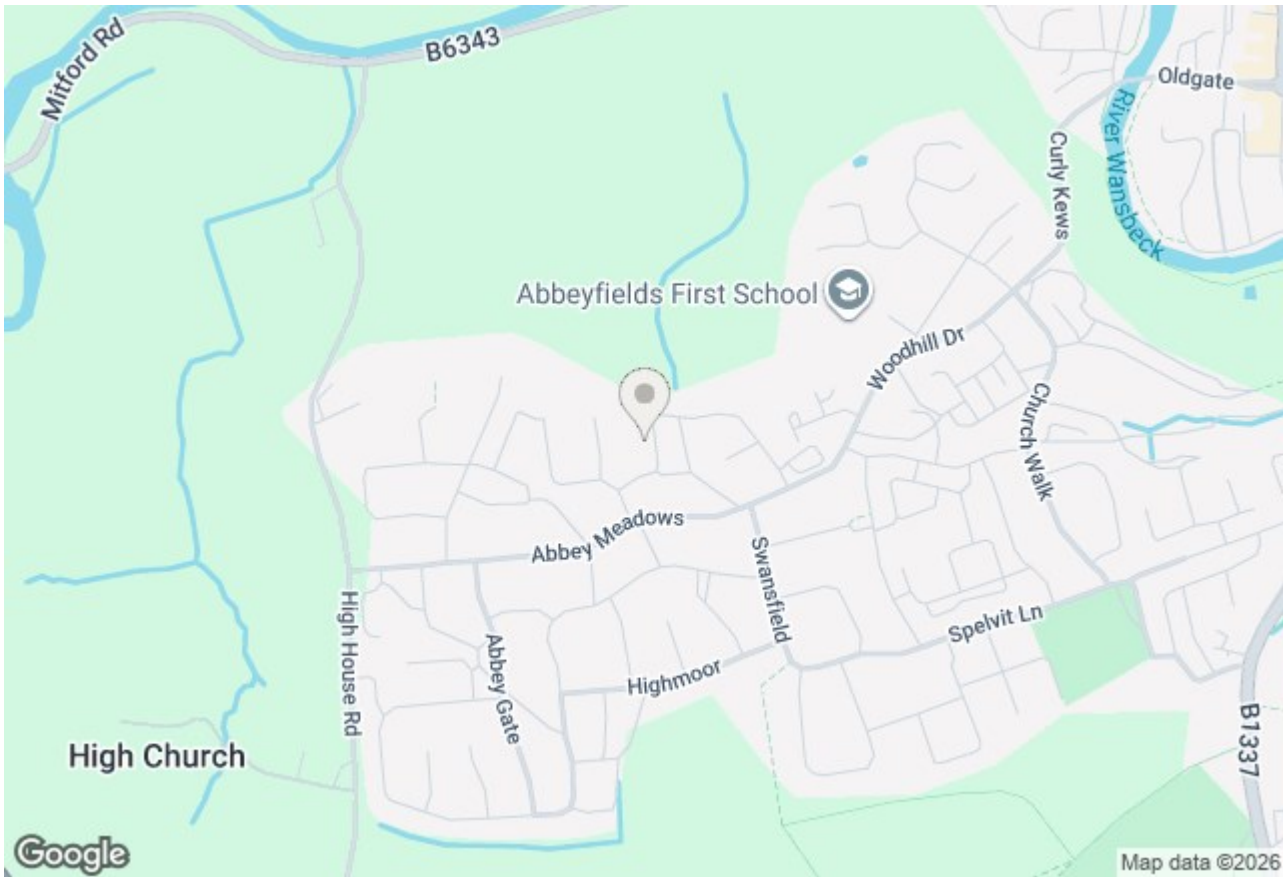 Mitford Rd
B6343
Oldgate
River Wansbeck
Curly Kews
Abbeyfields First School
Woodhill Dr
Church Walk
Abbey Meadows
Swansfield
High House Rd
Spelvit Ln
Abbey Gate
Highmoor
B1337
High Church
Google
Map data ©2026